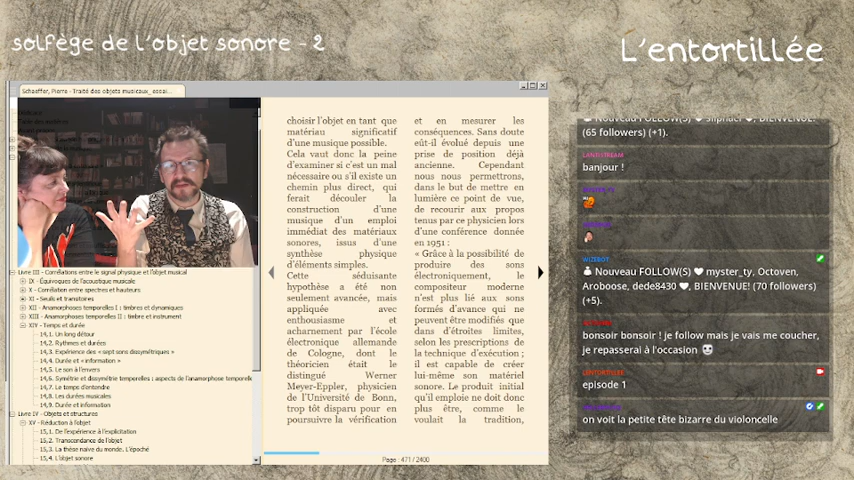 solfège de l'objet sonore - 2
L'entortillée
Schaeffer, Pierre - Traité des objets musicaux_ essai...
Livre III - Corrélations entre le signal physique et l'objet musical
IX - Équivoques de l'acoustique musicale
X - Corrélation entre spectres et hauteurs
XI - Seuils et transitoires
XII - Anamorphoses temporelles I : timbres et dynamiques
XIII - Anamorphoses temporelles II : timbre et instrument
XIV - Temps et durée
14,1. Un long détour
14,2. Rythmes et durées
14,3. Expérience des « sept sons dissymétriques »
14,4. Durée et « information »
14,5. Le son à l'envers
14,6. Symétrie et dissymétrie temporelles : aspects de l'anamorphose temporelle
14,7. Le temps d'entendre
14,8. Les durées musicales
14,9. Durée et information
Livre IV - Objets et structures
XV - Réduction à l'objet
15,1. De l'expérience à l'explicitation
15,2. Transcendance de l'objet
15,3. La thèse naïve du monde. L'époché
15,4. L'objet sonore
choisir l'objet en tant que
matériau significatif
d'une musique possible.
Cela vaut donc la peine
d'examiner si c'est un mal
nécessaire ou s'il existe un
chemin plus direct, qui
ferait découler la
construction d'une
musique d'un emploi
immédiat des matériaux
sonores, issus d'une
synthèse physique
d'éléments simples.
Cette séduisante
hypothèse a été non
seulement avancée, mais
appliquée avec
enthousiasme et
acharnement par l'école
électronique allemande
de Cologne, dont le
théoricien était le
distingué Werner
Meyer-Eppler, physicien
de l'Université de Bonn,
trop tôt disparu pour en
poursuivre la vérification
et en mesurer les
conséquences. Sans doute
eût-il évolué depuis une
prise de position déjà
ancienne. Cependant
nous nous permettrons,
dans le but de mettre en
lumière ce point de vue,
de recourir aux propos
tenus par ce physicien lors
d'une conférence donnée
en 1951 :
« Grâce à la possibilité de
produire des sons
électroniquement, le
compositeur moderne
n'est plus lié aux sons
formés d'avance qui ne
peuvent être modifiés que
dans d'étroites limites,
selon les prescriptions de
la technique d'exécution ;
il est capable de créer
lui-même son matériel
sonore. Le produit initial
qu'il emploie ne doit donc
plus être, comme le
voulait la tradition,
Page : 471 / 2400
Nouveau FOLLOW(S) ♥ ♥, BIENVENUE!
(65 followers) (+1).
LANDSTREAM
banjour !
WIZEBOT
Nouveau FOLLOW(S) ♥ myster_ty, Octoven,
Aroboose, dede8430 ♥, BIENVENUE! (70 followers)
(+5).
bonsoir bonsoir ! je follow mais je vais me coucher,
je repasserai à l'occasion
LENTORTILLEE
episode 1
on voit la petite tête bizarre du violoncelle